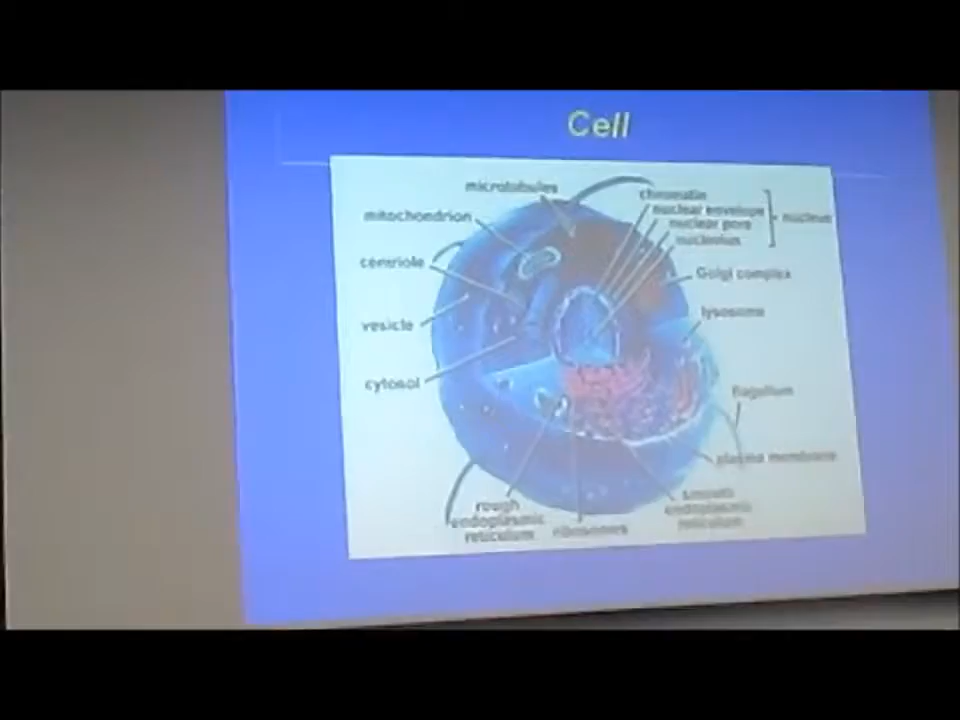 Cell
microtubules
mitochondrion
centriole
vesicle
cytosol
chromatin
nuclear envelope
nuclear pore
nucleolus
nucleus
Golgi complex
lysosome
flagellum
plasma membrane
rough
endoplasmic
reticulum
ribosomes
smooth
endoplasmic
reticulum